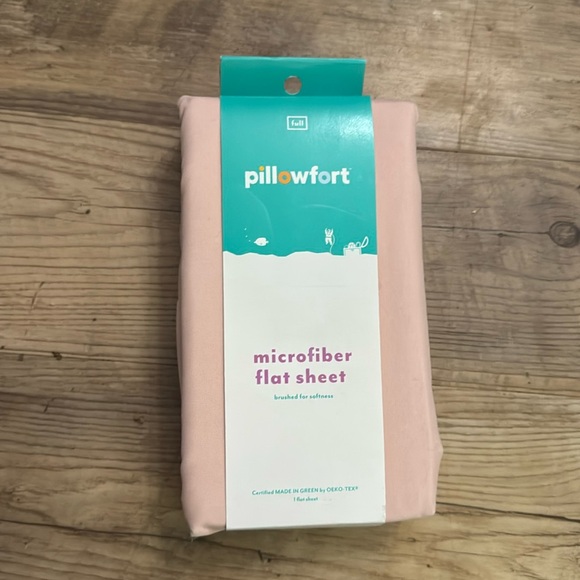 full
pillowfort
microfiber
flat sheet
brushed for softness
Certified MADE IN GREEN by OEKO-TEX®
1 flat sheet